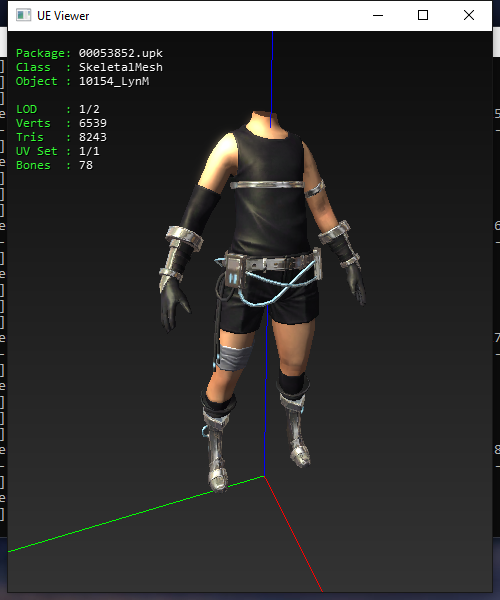 UE Viewer
Package: 00053852.upk
Class  : SkeletalMesh
Object : 10154_LynM
LOD    : 1/2
Verts  : 6539
Tris   : 8243
UV Set : 1/1
Bones  : 78